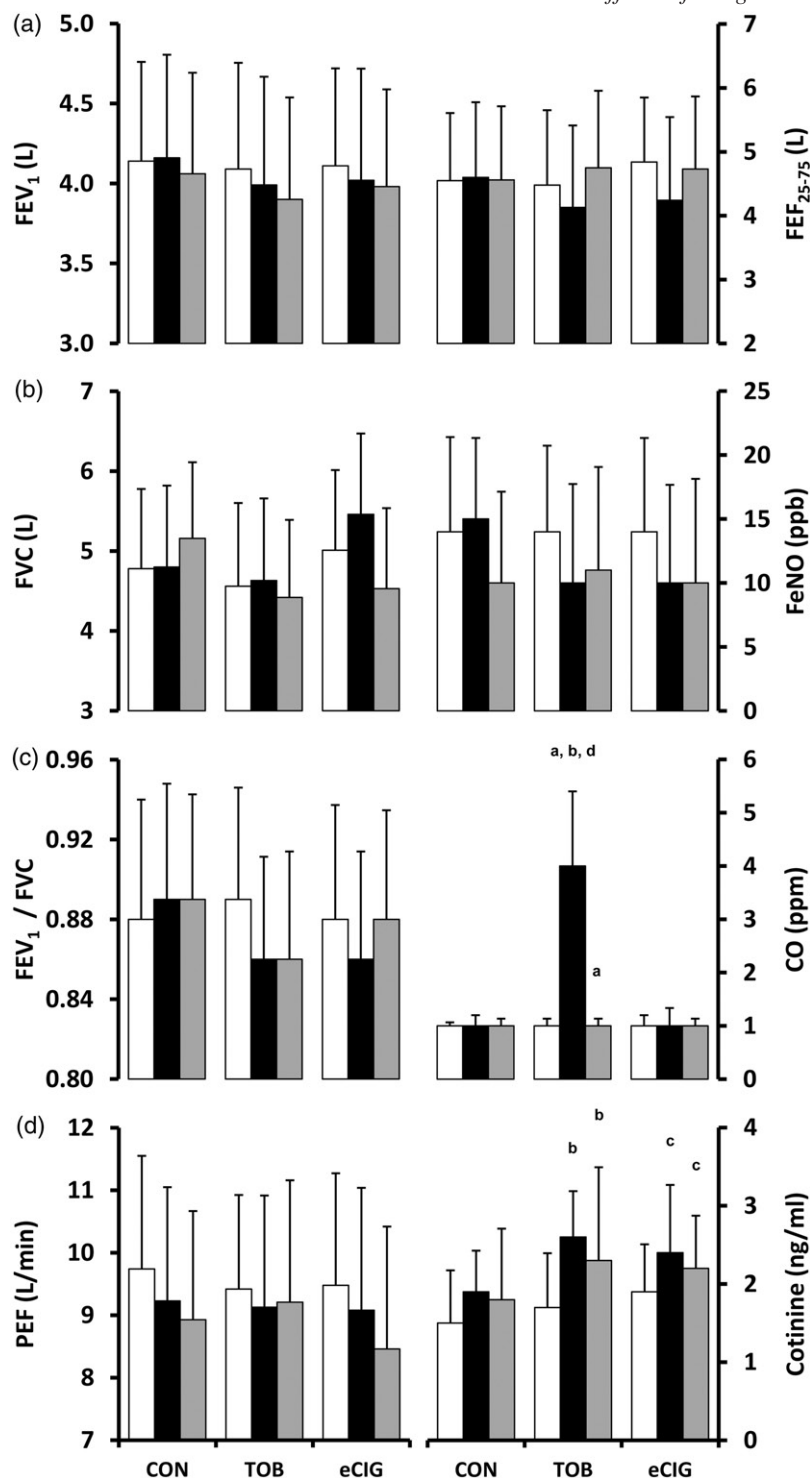 (a)
5.0
4.5
4.0
3.5
3.0
FEV1 (L)
7
6
5
4
3
2
FEF25-75 (L)
(b)
7
6
5
4
3
FVC (L)
25
20
15
10
5
0
FeNO (ppb)
(c)
0.96
0.92
0.88
0.84
0.80
FEV1 / FVC
a, b, d
a
6
5
4
3
2
1
0
CO (ppm)
(d)
12
11
10
9
8
7
PEF (L/min)
b
b
c
c
4
3
2
1
0
Cotinine (ng/ml)
CON TOB eCIG CON TOB eCIG